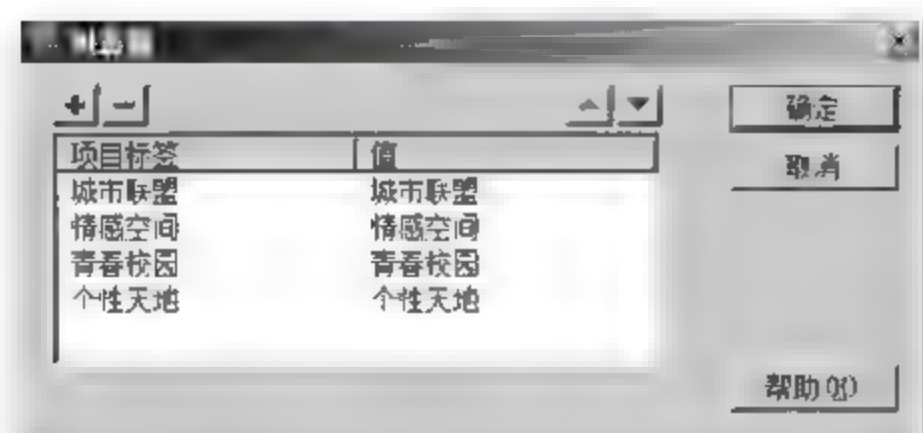 确定
项目标签 值
取消
城市联盟 城市联盟
情感空间 情感空间
青春校园 青春校园
个性天地 个性天地
帮助(H)